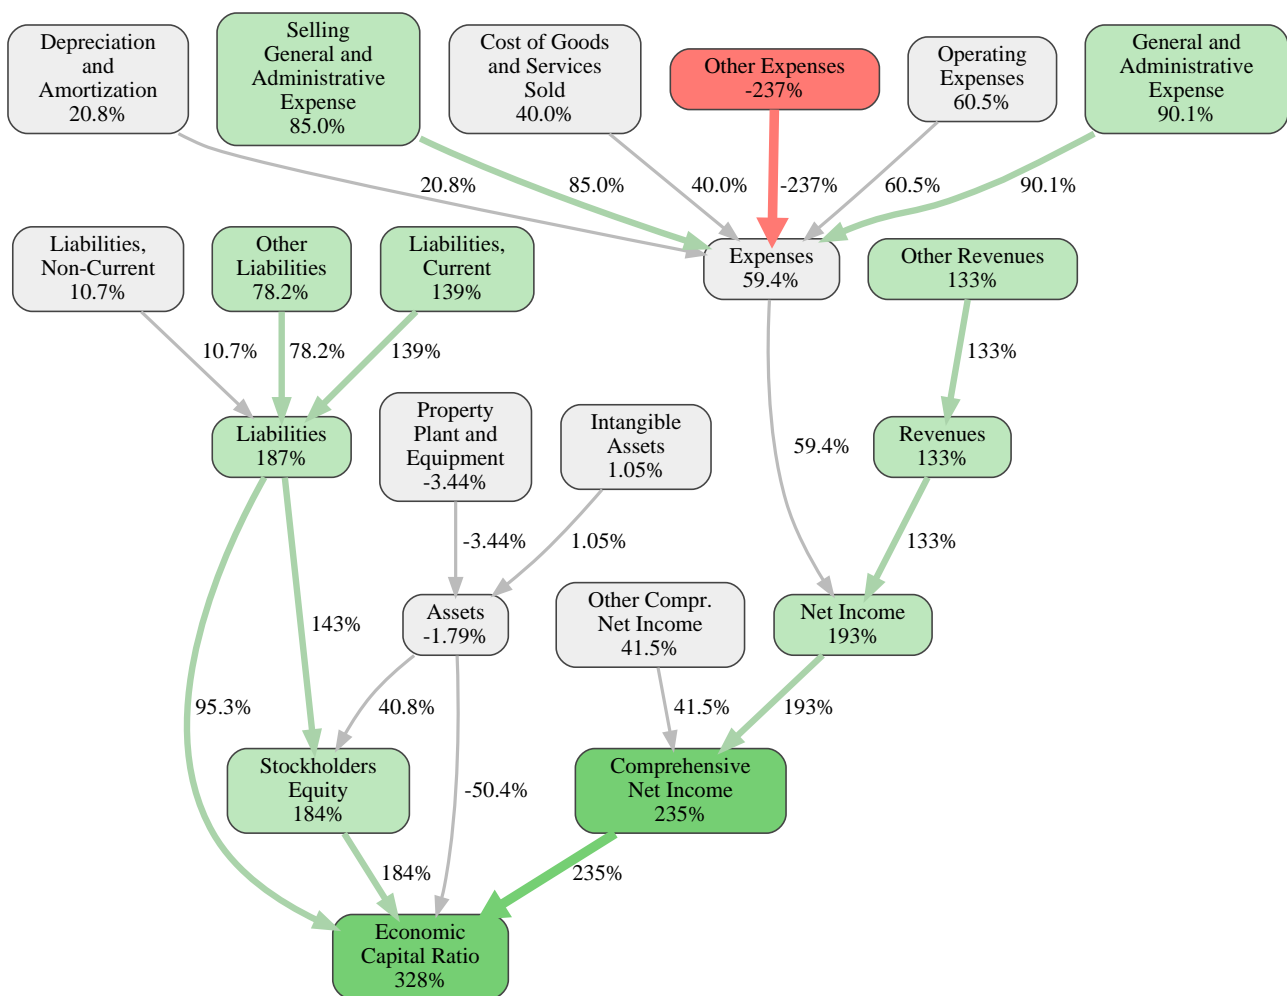 Depreciation
and
Amortization
20.8%
Selling
General and
Administrative
Expense
85.0%
Cost of Goods
and Services
Sold
40.0%
Other Expenses
-237%
Operating
Expenses
60.5%
General and
Administrative
Expense
90.1%
20.8%
85.0%
40.0%
-237%
60.5%
90.1%
Liabilities,
Non-Current
10.7%
Other
Liabilities
78.2%
Liabilities,
Current
139%
Expenses
59.4%
Other Revenues
133%
10.7%
78.2%
139%
133%
Liabilities
187%
Property
Plant and
Equipment
-3.44%
Intangible
Assets
1.05%
59.4%
Revenues
133%
-3.44%
1.05%
133%
143%
Assets
-1.79%
Other Compr.
Net Income
41.5%
Net Income
193%
95.3%
40.8%
41.5%
193%
Stockholders
Equity
184%
-50.4%
Comprehensive
Net Income
235%
184%
235%
Economic
Capital Ratio
328%